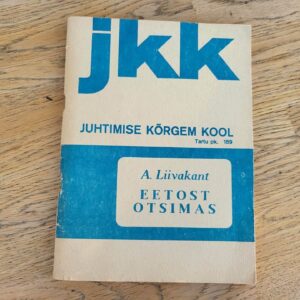 jkk
JUHTIMISE KÕRGEM KOOL
Tartu pk. 189
A. Liivakant
EETOST
OTSIMAS